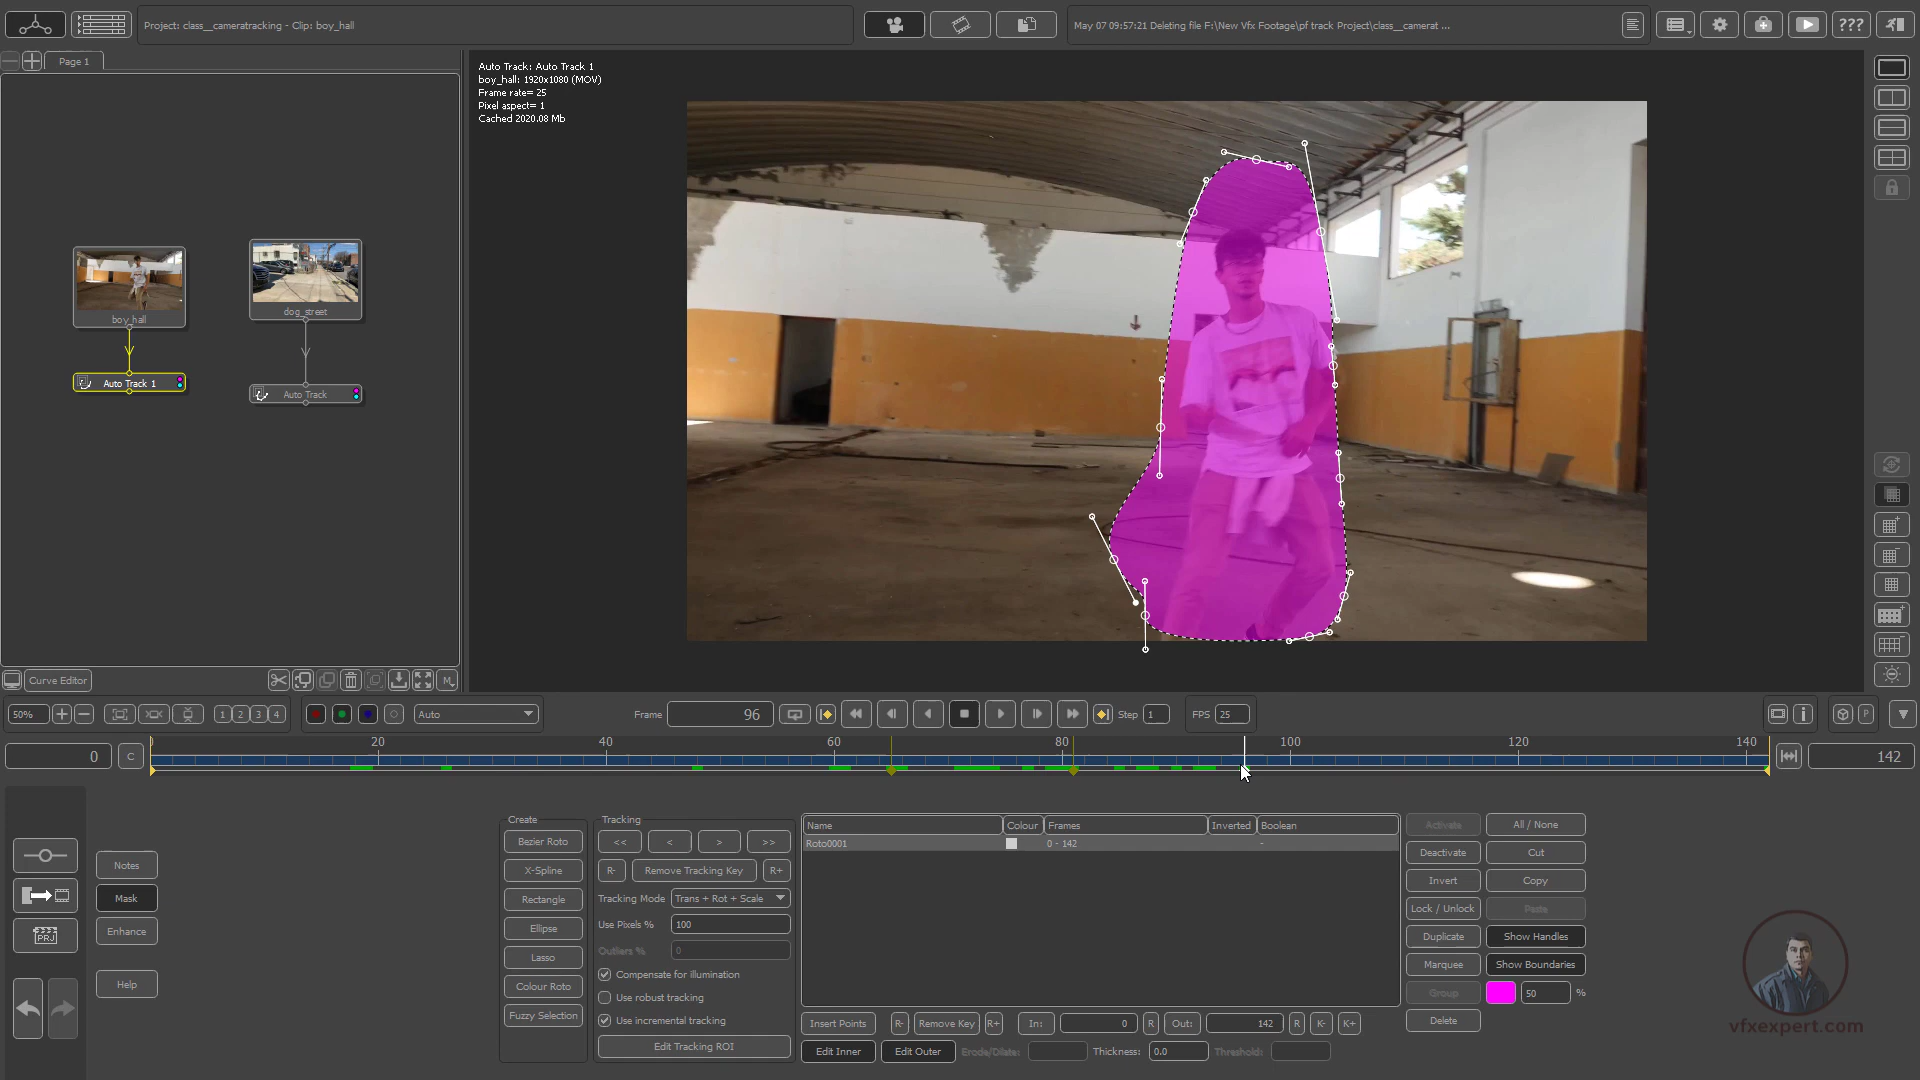 Project: class__cameratracking - Clip: boy_hall
May 07 09:57:21 Deleting file F:\New Vfx Footage\pf track Project\class__camerat ...
???
Page 1
Auto Track: Auto Track 1
boy_hall: 1920x1080 (MOV)
Frame rate= 25
Pixel aspect= 1
Cached 2020.08 Mb
boy_hall
dog_street
Auto Track 1
Auto Track
Curve Editor
M
50%
1 2 3 4
Auto
Frame 96
Step 1
FPS 25
i
P
0
C
20
40
60
80
100
120
140
142
Notes
Mask
Enhance
Help
PRJ
Create
Bezier Roto
X-Spline
Rectangle
Ellipse
Lasso
Colour Roto
Fuzzy Selection
Tracking
<< < > >>
R- Remove Tracking Key R+
Tracking Mode Trans + Rot + Scale
Use Pixels % 100
Outliers % 0
Compensate for illumination
Use robust tracking
Use incremental tracking
Edit Tracking ROI
Name Colour Frames Inverted Boolean
Roto0001 0 - 142 -
Insert Points R- Remove Key R+ In: 0 R Out: 142 R K- K+
Edit Inner Edit Outer Erode/Dilate: Thickness: 0.0 Threshold:
Activate All / None
Deactivate Cut
Invert Copy
Lock / Unlock Paste
Duplicate Show Handles
Marquee Show Boundaries
Group 50 %
Delete
vfxexpert.com